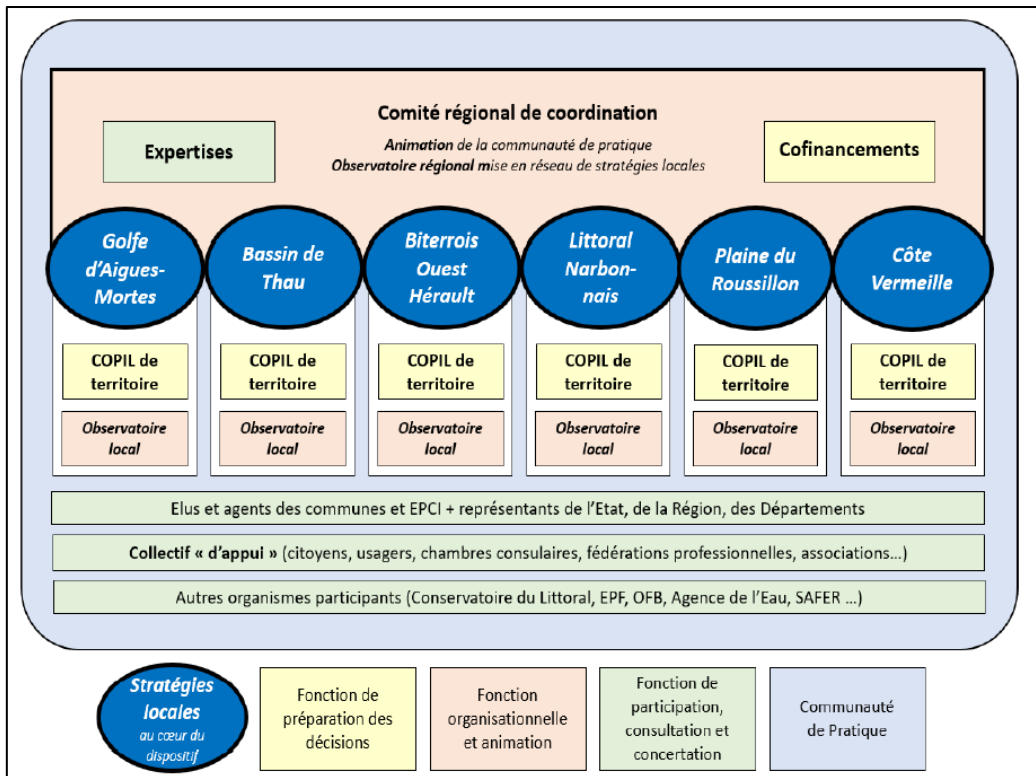 Comité régional de coordination
Animation de la communauté de pratique
Observatoire régional mise en réseau de stratégies locales
Expertises
Cofinancements
Golfe
d'Aigues-
Mortes
Bassin de
Thau
Biterrois
Ouest
Hérault
Littoral
Narbon-
nais
Plaine du
Roussillon
Côte
Vermeille
COPIL de
territoire
COPIL de
territoire
COPIL de
territoire
COPIL de
territoire
COPIL de
territoire
COPIL de
territoire
Observatoire
local
Observatoire
local
Observatoire
local
Observatoire
local
Observatoire
local
Observatoire
local
Elus et agents des communes et EPCI + représentants de l'Etat, de la Région, des Départements
Collectif « d'appui » (citoyens, usagers, chambres consulaires, fédérations professionnelles, associations…)
Autres organismes participants (Conservatoire du Littoral, EPF, OFB, Agence de l'Eau, SAFER …)
Stratégies
locales
au cœur du
dispositif
Fonction de
préparation des
décisions
Fonction
organisationnelle
et animation
Fonction de
participation,
consultation et
concertation
Communauté
de Pratique